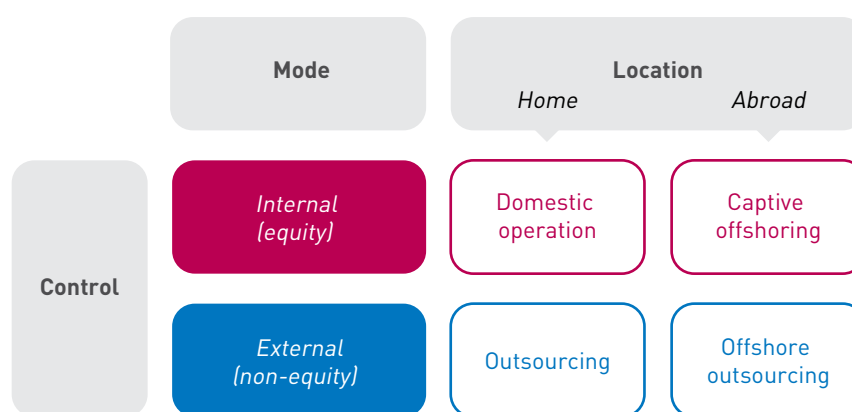 Mode
Location
Home
Abroad
Control
Internal
(equity)
Domestic
operation
Captive
offshoring
External
(non-equity)
Outsourcing
Offshore
outsourcing